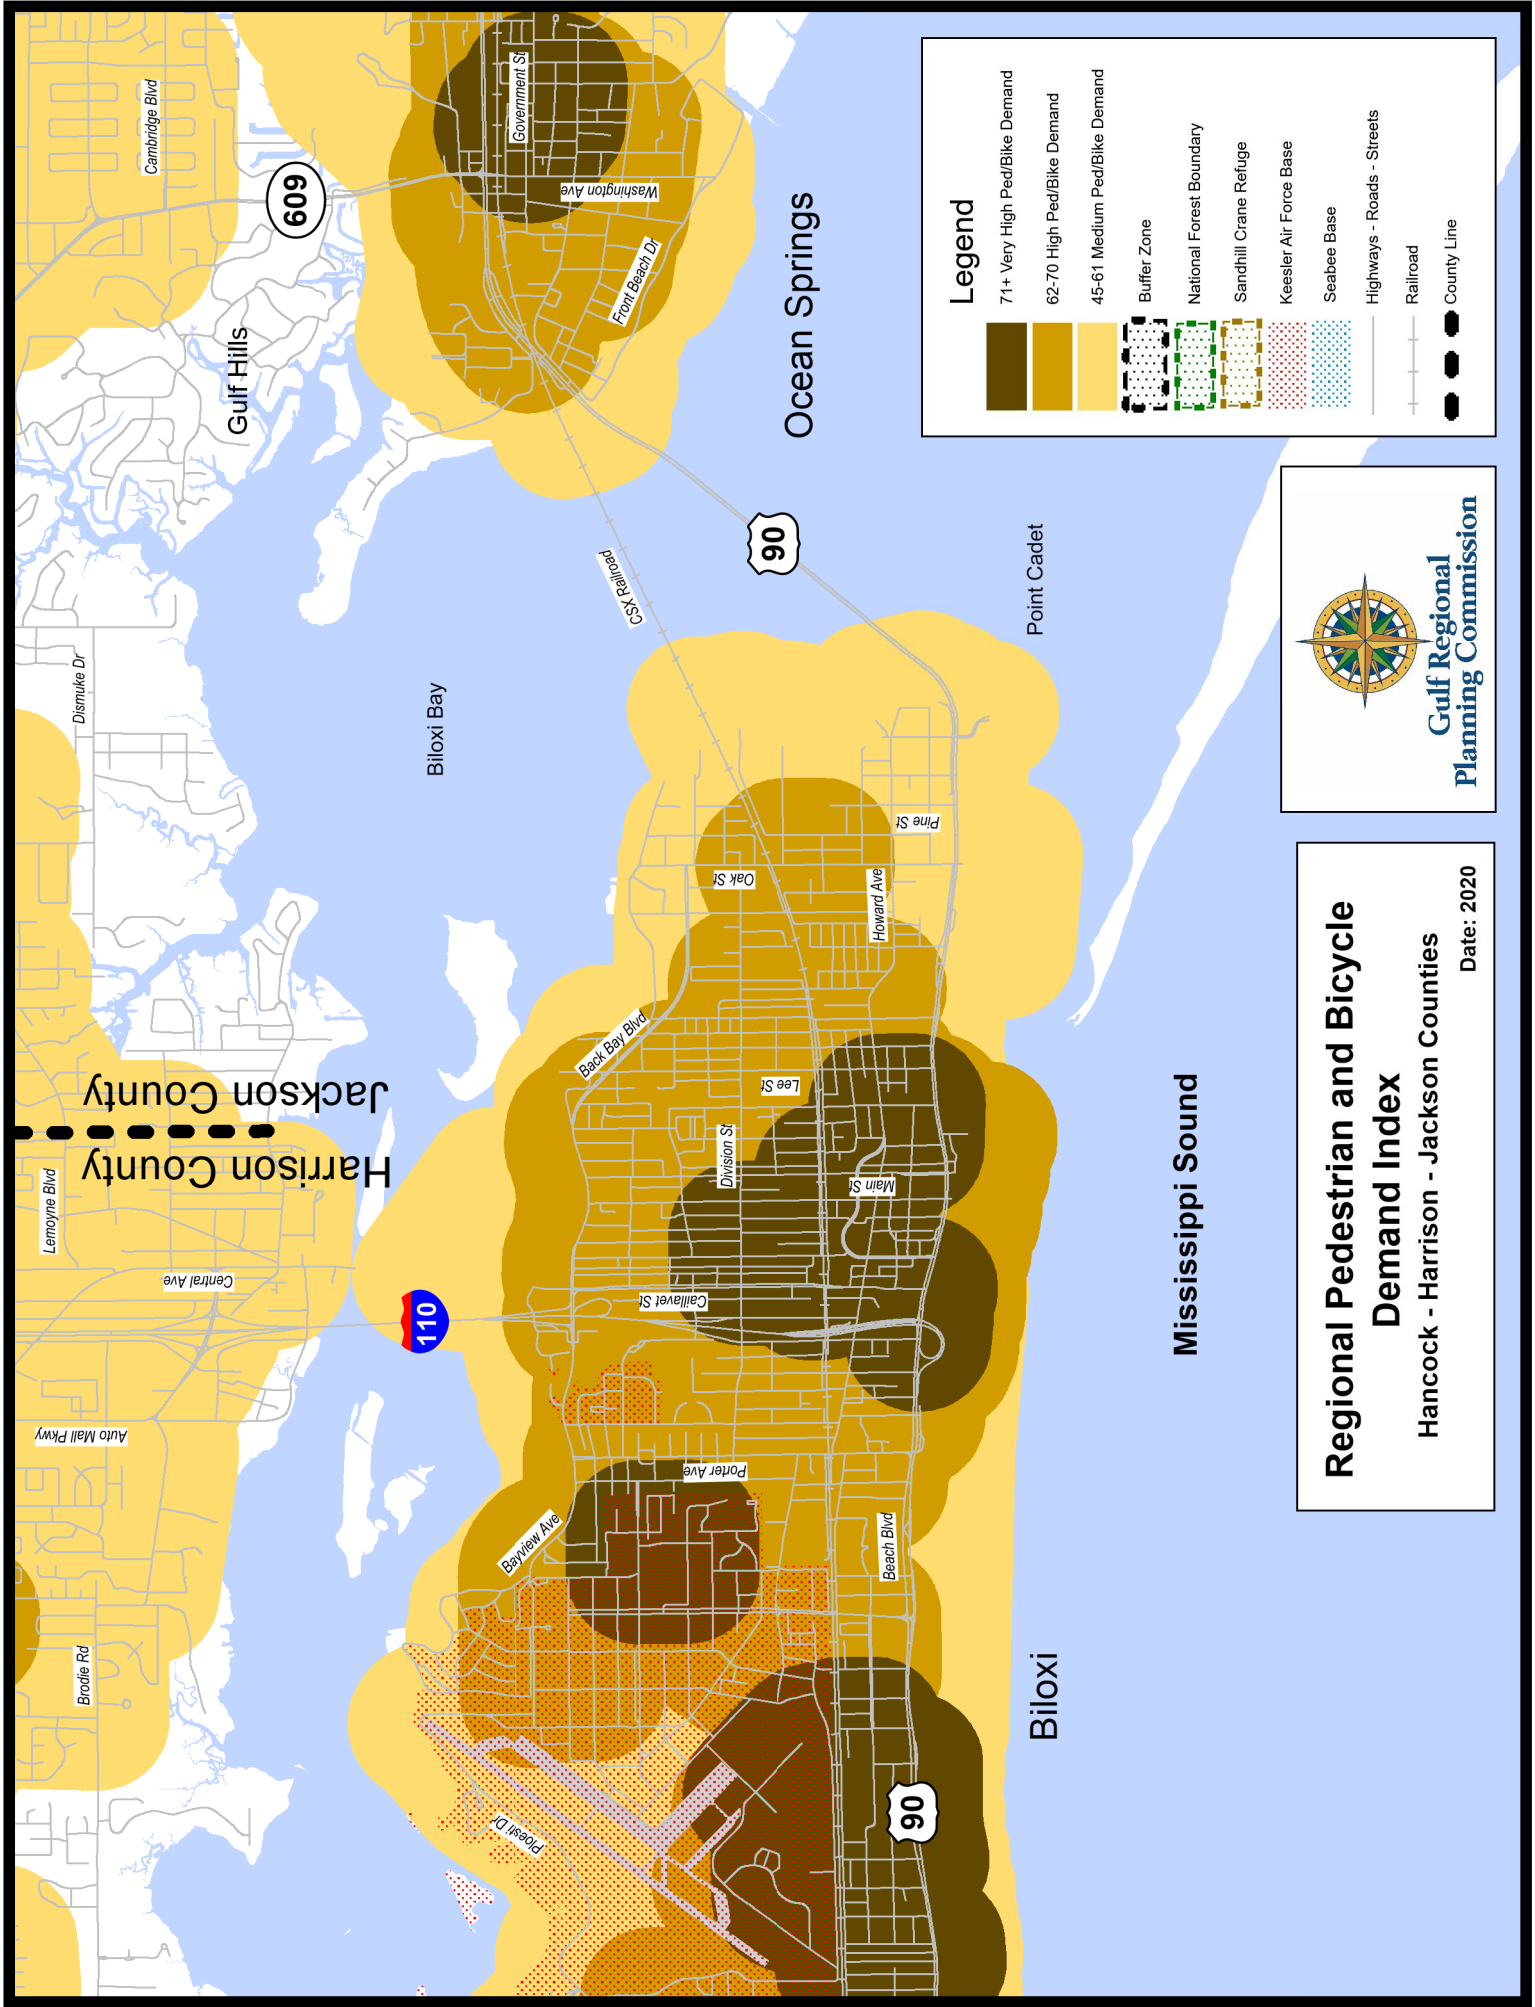 Cambridge Blvd
609
Government St
Washington Ave
Front Beach Dr
Gulf Hills
Ocean Springs
CSX Railroad
90
Point Cadet
Dismuke Dr
Biloxi Bay
Pine St
Oak St
Howard Ave
Back Bay Blvd
Lee St
Division St
Main St
Jackson County
Harrison County
Lemoyne Blvd
Central Ave
Caillavet St
110
Auto Mall Pkwy
Porter Ave
Bayview Ave
Beach Blvd
Brodie Rd
Ploesti Dr
90
Biloxi
Mississippi Sound
Legend
71+ Very High Ped/Bike Demand
62-70 High Ped/Bike Demand
45-61 Medium Ped/Bike Demand
Buffer Zone
National Forest Boundary
Sandhill Crane Refuge
Keesler Air Force Base
Seabee Base
Highways - Roads - Streets
Railroad
County Line
Gulf Regional
Planning Commission
Regional Pedestrian and Bicycle
Demand Index
Hancock - Harrison - Jackson Counties
Date: 2020